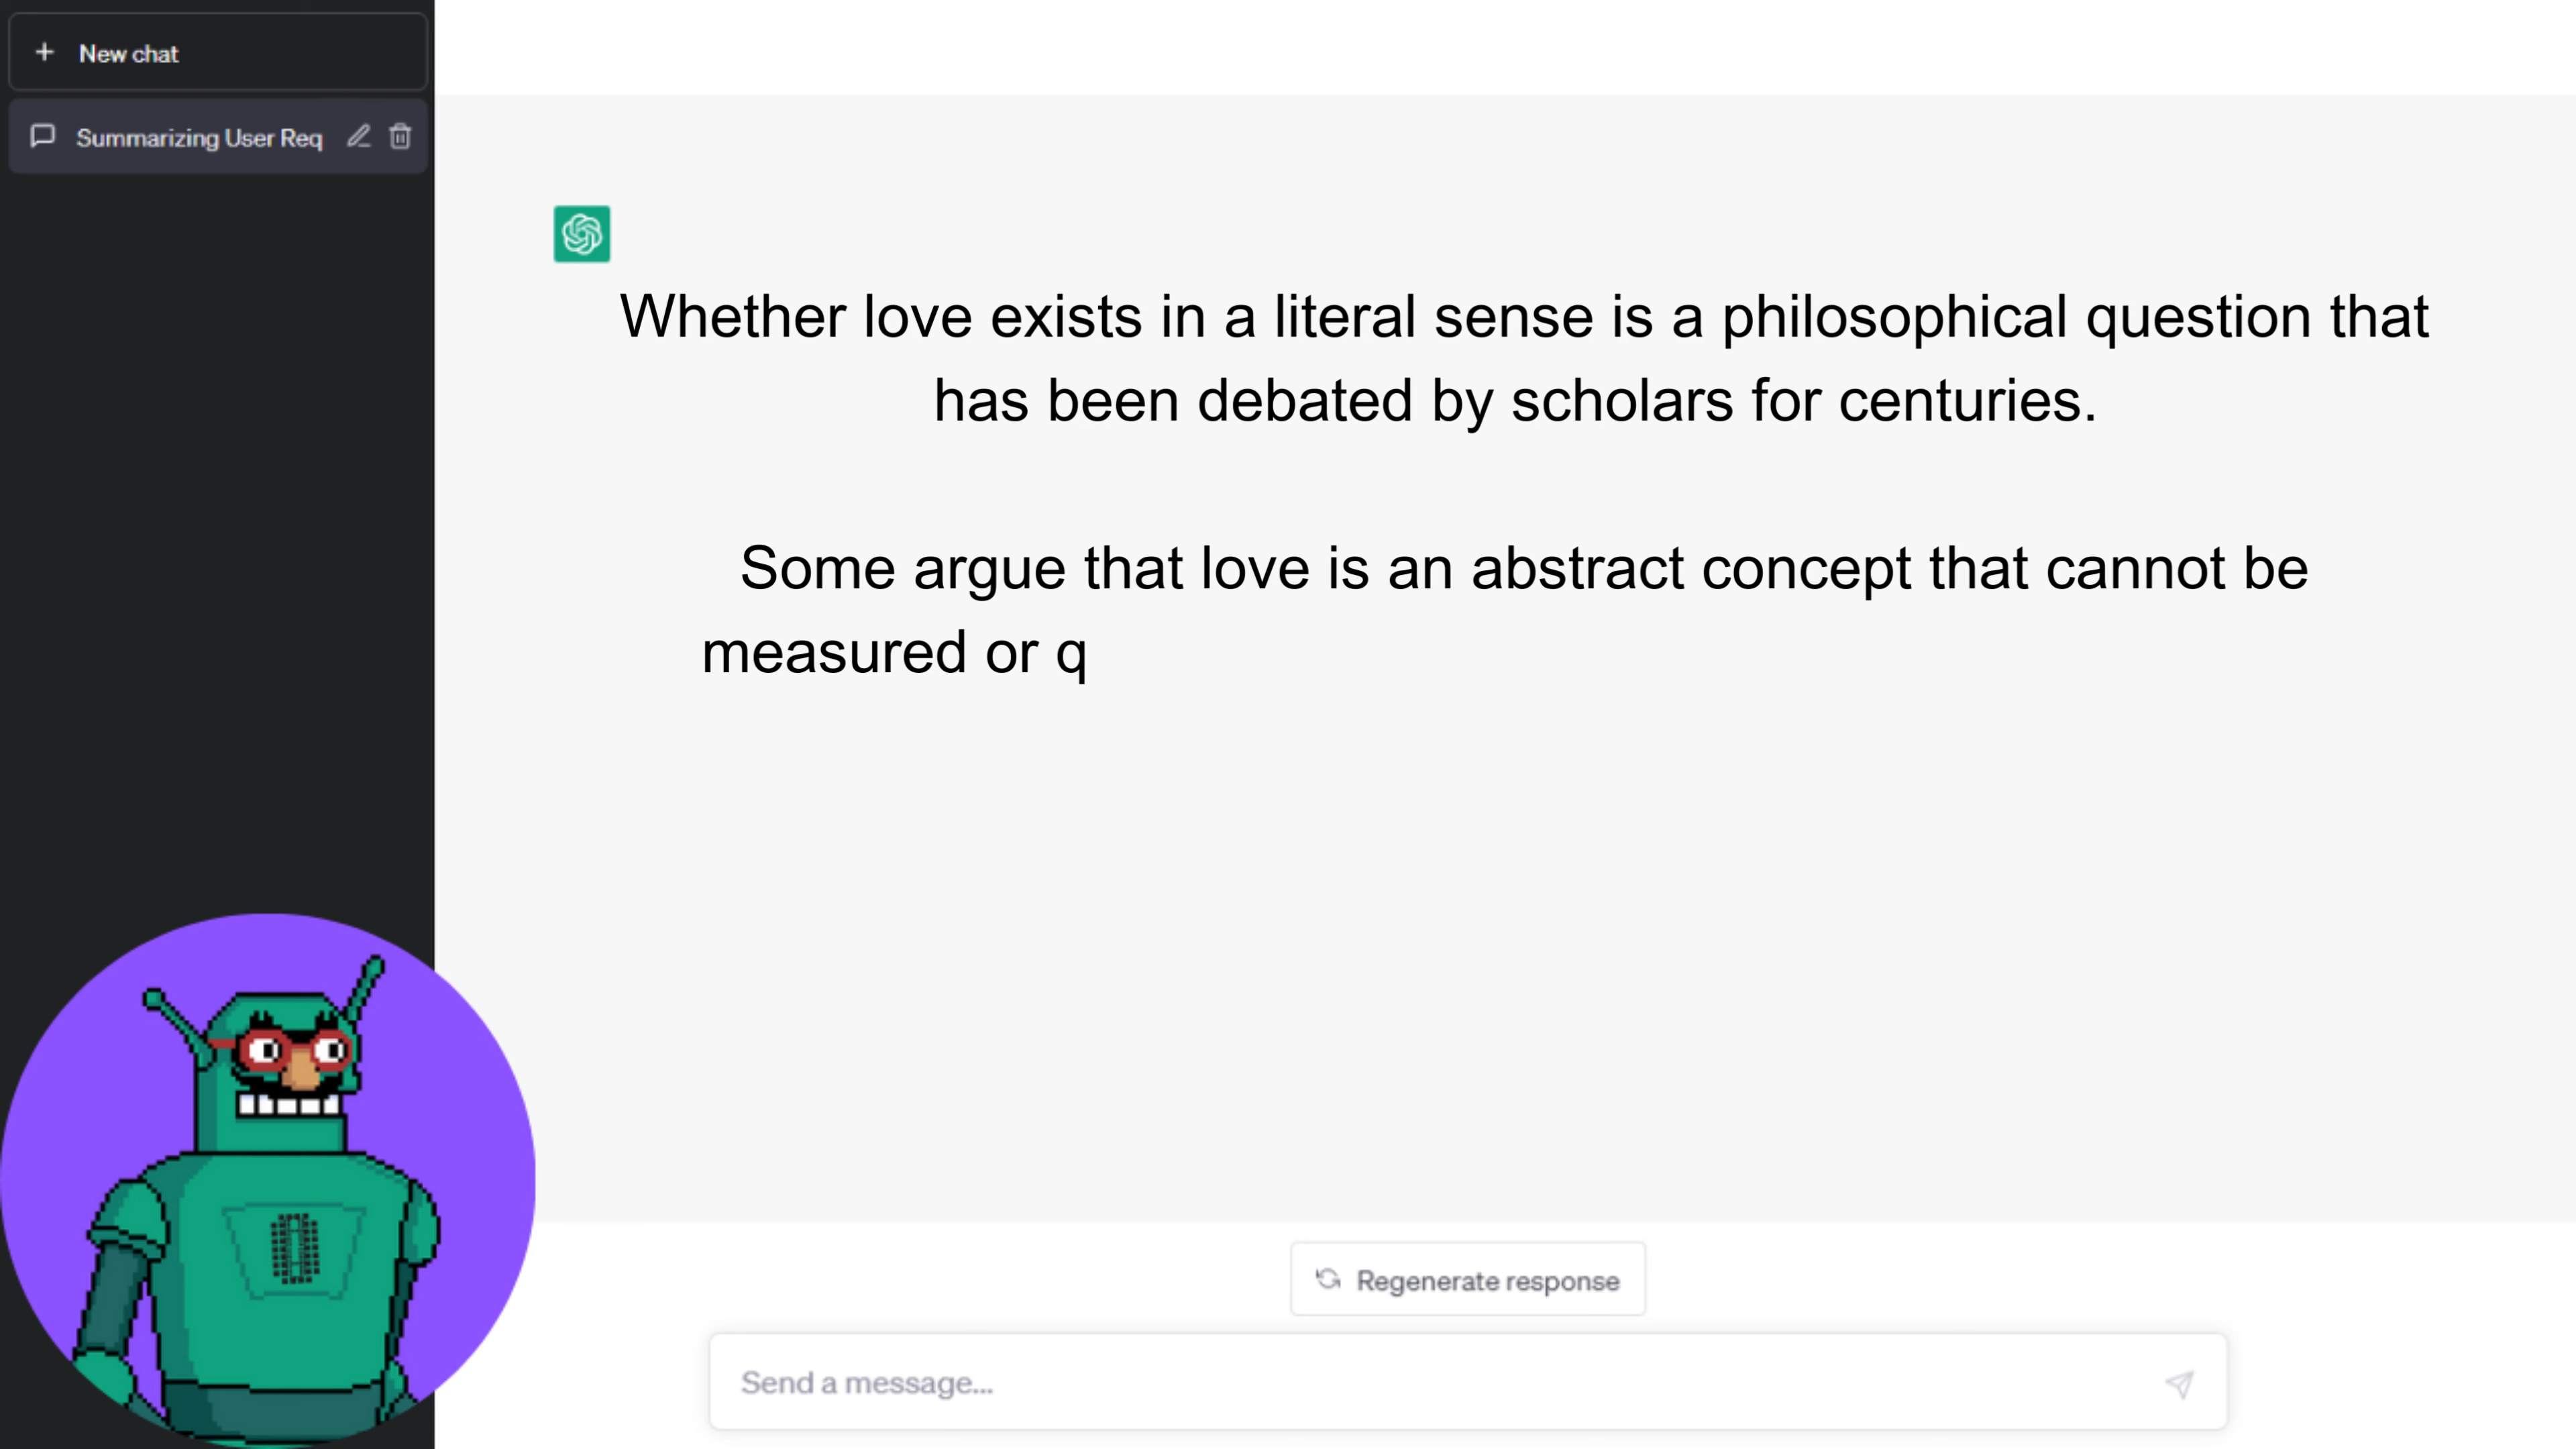 New chat
Summarizing User Req
Whether love exists in a literal sense is a philosophical question that
has been debated by scholars for centuries.
Some argue that love is an abstract concept that cannot be
measured or q
Regenerate response
Send a message...